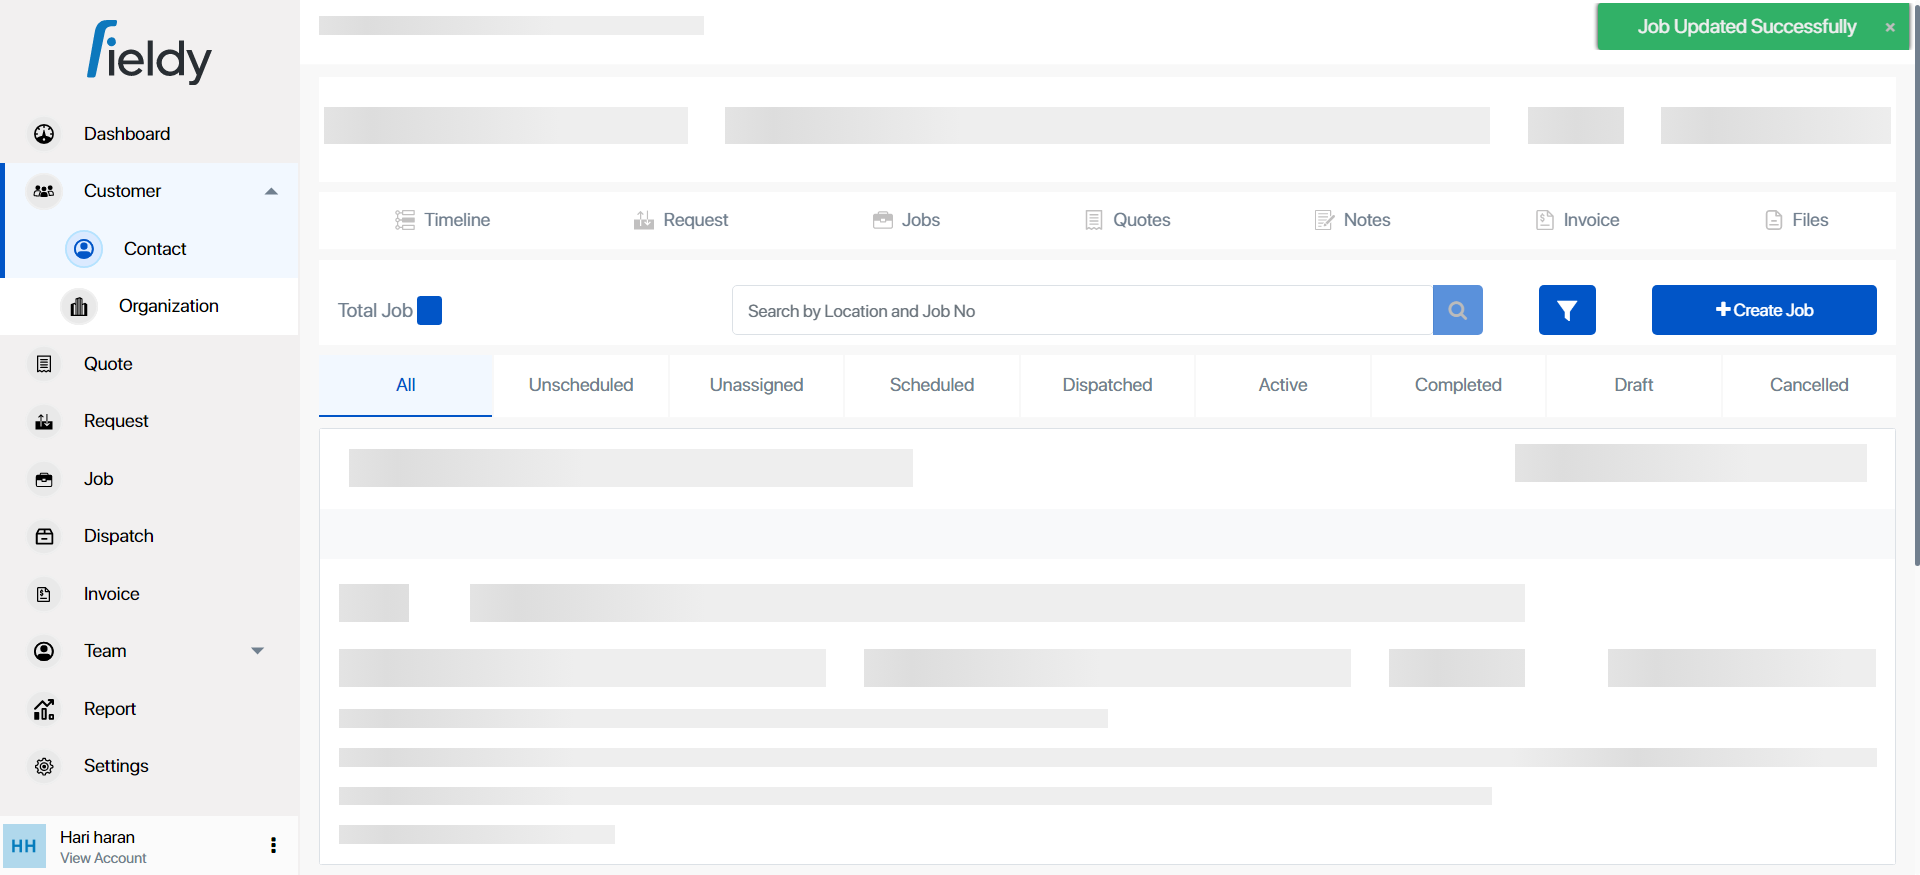 fieldy
Job Updated Successfully ×
Dashboard
Customer
Contact
Organization
Quote
Request
Job
Dispatch
Invoice
Team
Report
Settings
HH
Hari haran
View Account
Timeline Request Jobs Quotes Notes Invoice Files
Total Job
Search by Location and Job No
Create Job
All Unscheduled Unassigned Scheduled Dispatched Active Completed Draft Cancelled